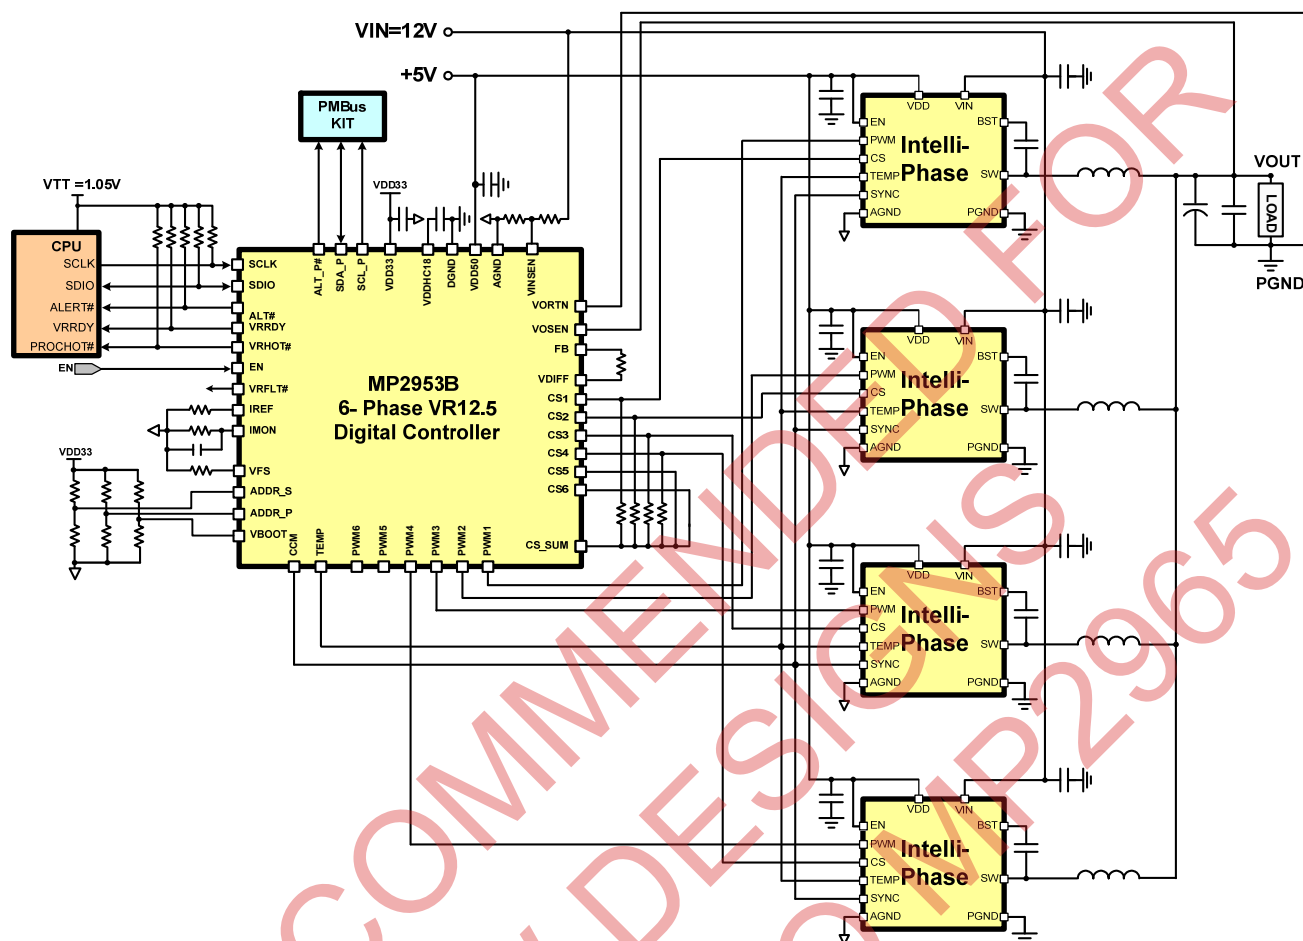 VIN=12V
+5V
PMBus
KIT
VTT =1.05V
VDD33
CPU
SCLK
SDIO
ALERT#
VRRDY
PROCHOT#
EN
ALT_P#
SDA_P
SCL_P
VDD33
VDDHC18
DGND
VDD50
AGND
VINSEN
SCLK
SDIO
ALT#
VRRDY
VRHOT#
EN
VRFLT#
IREF
IMON
VFS
ADDR_S
ADDR_P
VBOOT
VDD33
MP2953B
6- Phase VR12.5
Digital Controller
VORTN
VOSEN
FB
VDIFF
CS1
CS2
CS3
CS4
CS5
CS6
CS_SUM
CCM
TEMP
PWM6
PWM5
PWM4
PWM3
PWM2
PWM1
VDD
VIN
EN
PWM
CS
TEMP
SYNC
AGND
Intelli-
Phase
BST
SW
PGND
VDD
VIN
EN
PWM
CS
TEMP
SYNC
AGND
Intelli-
Phase
BST
SW
PGND
VDD
VIN
EN
PWM
CS
TEMP
SYNC
AGND
Intelli-
Phase
BST
SW
PGND
VDD
VIN
EN
PWM
CS
TEMP
SYNC
AGND
Intelli-
Phase
BST
SW
PGND
VOUT
LOAD
PGND
COMMENDED FOR
DESIGNS
MP2965